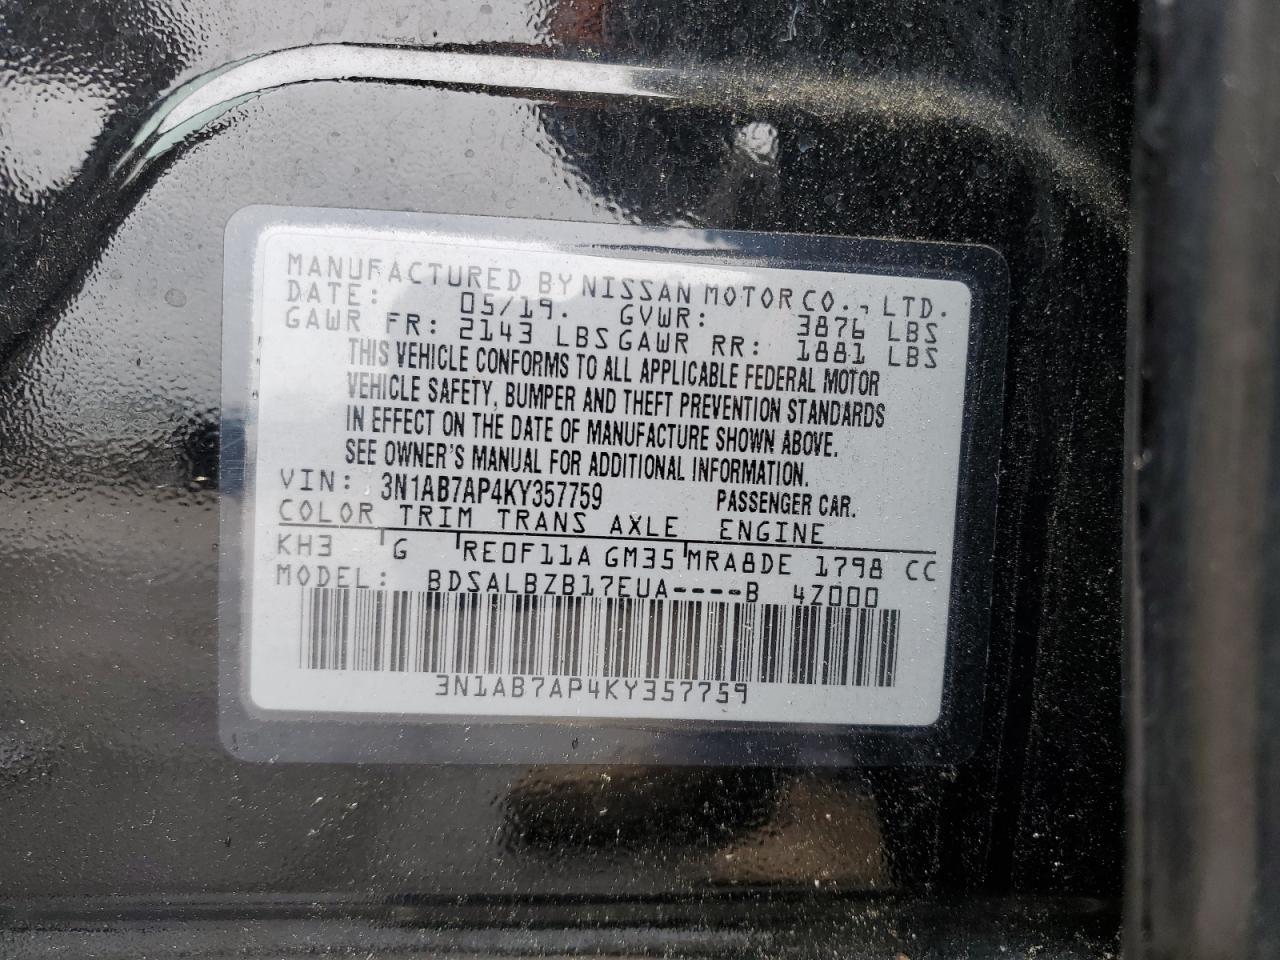 MANUFACTURED BY NISSAN MOTOR CO., LTD.
DATE: 05/19. GVWR: 3876 LBS
GAWR FR: 2143 LBS GAWR RR: 1881 LBS
THIS VEHICLE CONFORMS TO ALL APPLICABLE FEDERAL MOTOR
VEHICLE SAFETY, BUMPER AND THEFT PREVENTION STANDARDS
IN EFFECT ON THE DATE OF MANUFACTURE SHOWN ABOVE.
SEE OWNER'S MANUAL FOR ADDITIONAL INFORMATION.
VIN: 3N1AB7AP4KY357759 PASSENGER CAR.
COLOR TRIM TRANS AXLE ENGINE
KH3 G RE0F11A GM35 MRA8DE 1798 CC
MODEL: BDSALBZB17EUA----B 4Z000
3N1AB7AP4KY357759